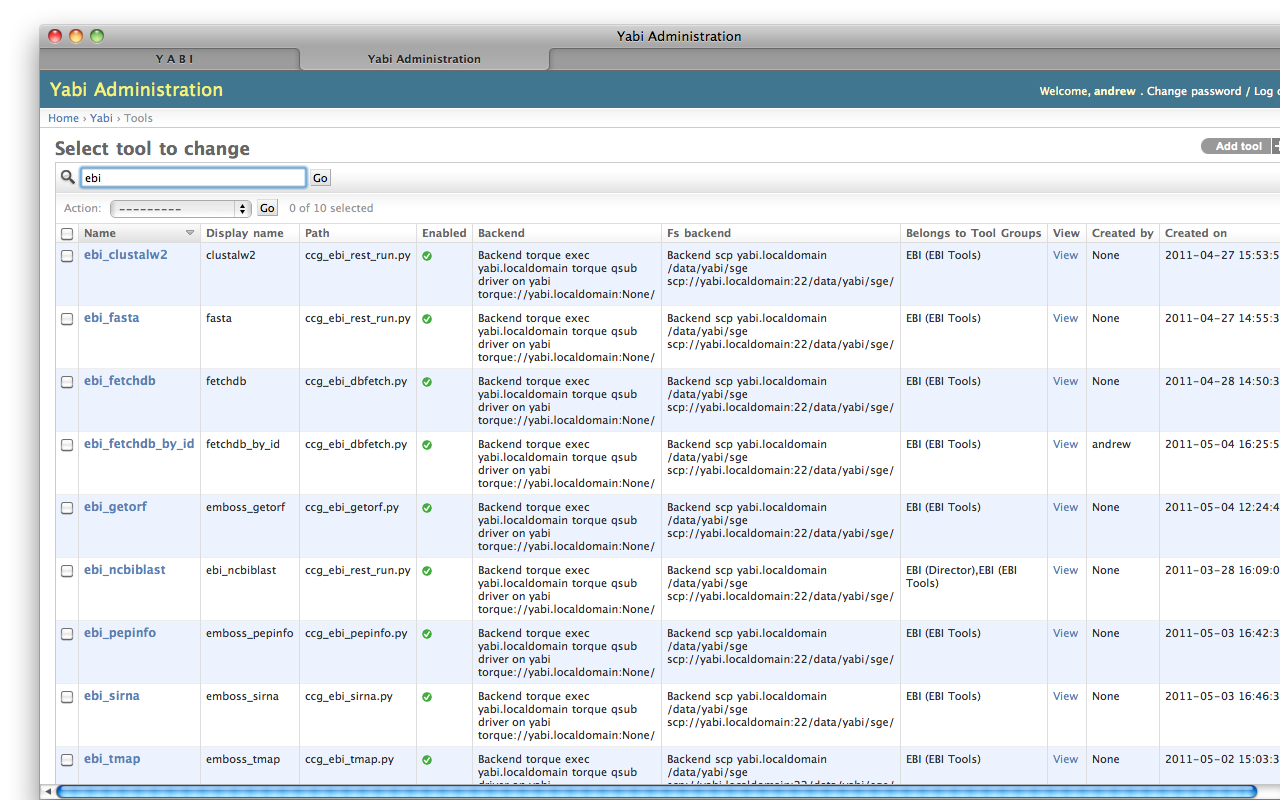 Yabi Administration
Y A B I
Yabi Administration
Yabi Administration
Welcome, andrew . Change password / Log
Home › Yabi › Tools
Select tool to change
Add tool +
ebi Go
Action: --------- Go 0 of 10 selected
Name Display name Path Enabled Backend Fs backend Belongs to Tool Groups View Created by Created on
ebi_clustalw2 clustalw2 ccg_ebi_rest_run.py Backend torque exec Backend scp yabi.localdomain EBI (EBI Tools) View None 2011-04-27 15:53:5
yabi.localdomain torque qsub /data/yabi/sge
driver on yabi scp://yabi.localdomain:22/data/yabi/sge/
torque://yabi.localdomain:None/
ebi_fasta fasta ccg_ebi_rest_run.py Backend torque exec Backend scp yabi.localdomain EBI (EBI Tools) View None 2011-04-27 14:55:3
yabi.localdomain torque qsub /data/yabi/sge
driver on yabi scp://yabi.localdomain:22/data/yabi/sge/
torque://yabi.localdomain:None/
ebi_fetchdb fetchdb ccg_ebi_dbfetch.py Backend torque exec Backend scp yabi.localdomain EBI (EBI Tools) View None 2011-04-28 14:50:3
yabi.localdomain torque qsub /data/yabi/sge
driver on yabi scp://yabi.localdomain:22/data/yabi/sge/
torque://yabi.localdomain:None/
ebi_fetchdb_by_id fetchdb_by_id ccg_ebi_dbfetch.py Backend torque exec Backend scp yabi.localdomain EBI (EBI Tools) View andrew 2011-05-04 16:25:5
yabi.localdomain torque qsub /data/yabi/sge
driver on yabi scp://yabi.localdomain:22/data/yabi/sge/
torque://yabi.localdomain:None/
ebi_getorf emboss_getorf ccg_ebi_getorf.py Backend torque exec Backend scp yabi.localdomain EBI (EBI Tools) View None 2011-05-04 12:24:4
yabi.localdomain torque qsub /data/yabi/sge
driver on yabi scp://yabi.localdomain:22/data/yabi/sge/
torque://yabi.localdomain:None/
ebi_ncbiblast ebi_ncbiblast ccg_ebi_rest_run.py Backend torque exec Backend scp yabi.localdomain EBI (Director),EBI (EBI View None 2011-03-28 16:09:0
yabi.localdomain torque qsub /data/yabi/sge Tools)
driver on yabi scp://yabi.localdomain:22/data/yabi/sge/
torque://yabi.localdomain:None/
ebi_pepinfo emboss_pepinfo ccg_ebi_pepinfo.py Backend torque exec Backend scp yabi.localdomain EBI (EBI Tools) View None 2011-05-03 16:42:3
yabi.localdomain torque qsub /data/yabi/sge
driver on yabi scp://yabi.localdomain:22/data/yabi/sge/
torque://yabi.localdomain:None/
ebi_sirna emboss_sirna ccg_ebi_sirna.py Backend torque exec Backend scp yabi.localdomain EBI (EBI Tools) View None 2011-05-03 16:46:3
yabi.localdomain torque qsub /data/yabi/sge
driver on yabi scp://yabi.localdomain:22/data/yabi/sge/
torque://yabi.localdomain:None/
ebi_tmap emboss_tmap ccg_ebi_tmap.py Backend torque exec Backend scp yabi.localdomain EBI (EBI Tools) View None 2011-05-02 15:03:3
yabi.localdomain torque qsub /data/yabi/sge